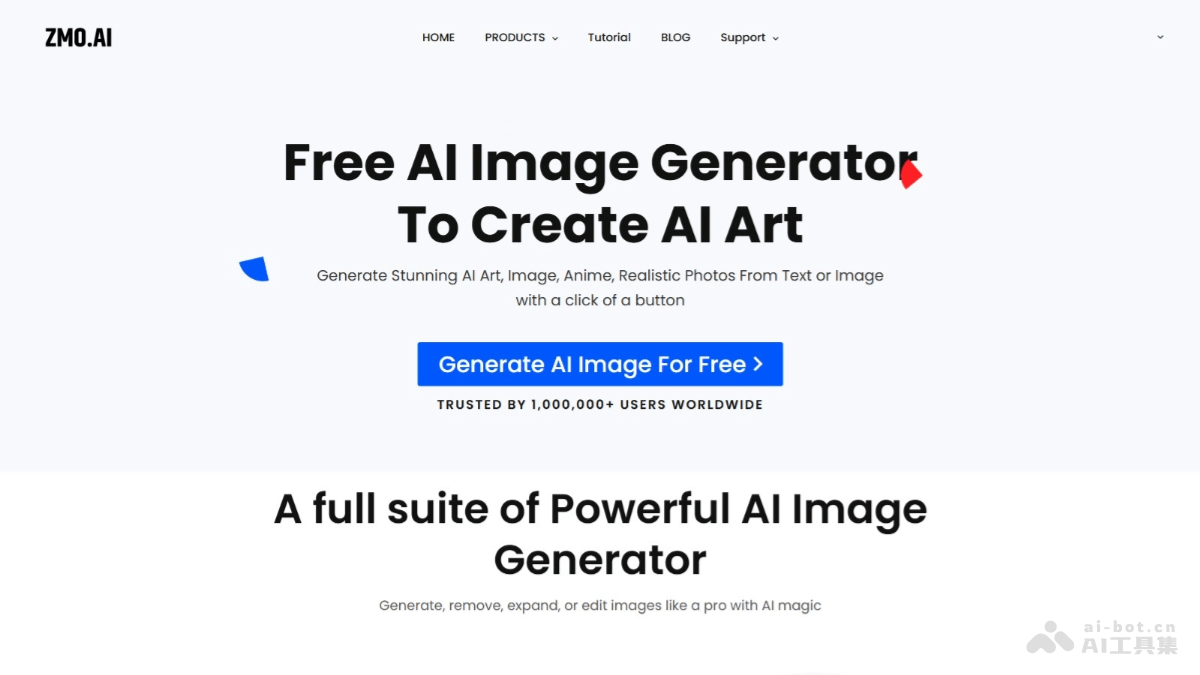 ZMO.AI
HOME PRODUCTS Tutorial BLOG Support
Free AI Image Generator
To Create AI Art
Generate Stunning AI Art, Image, Anime, Realistic Photos From Text or Image
with a click of a button
Generate AI Image For Free
TRUSTED BY 1,000,000+ USERS WORLDWIDE
A full suite of Powerful AI Image
Generator
Generate, remove, expand, or edit images like a pro with AI magic
ai-bot.cn
AI工具集